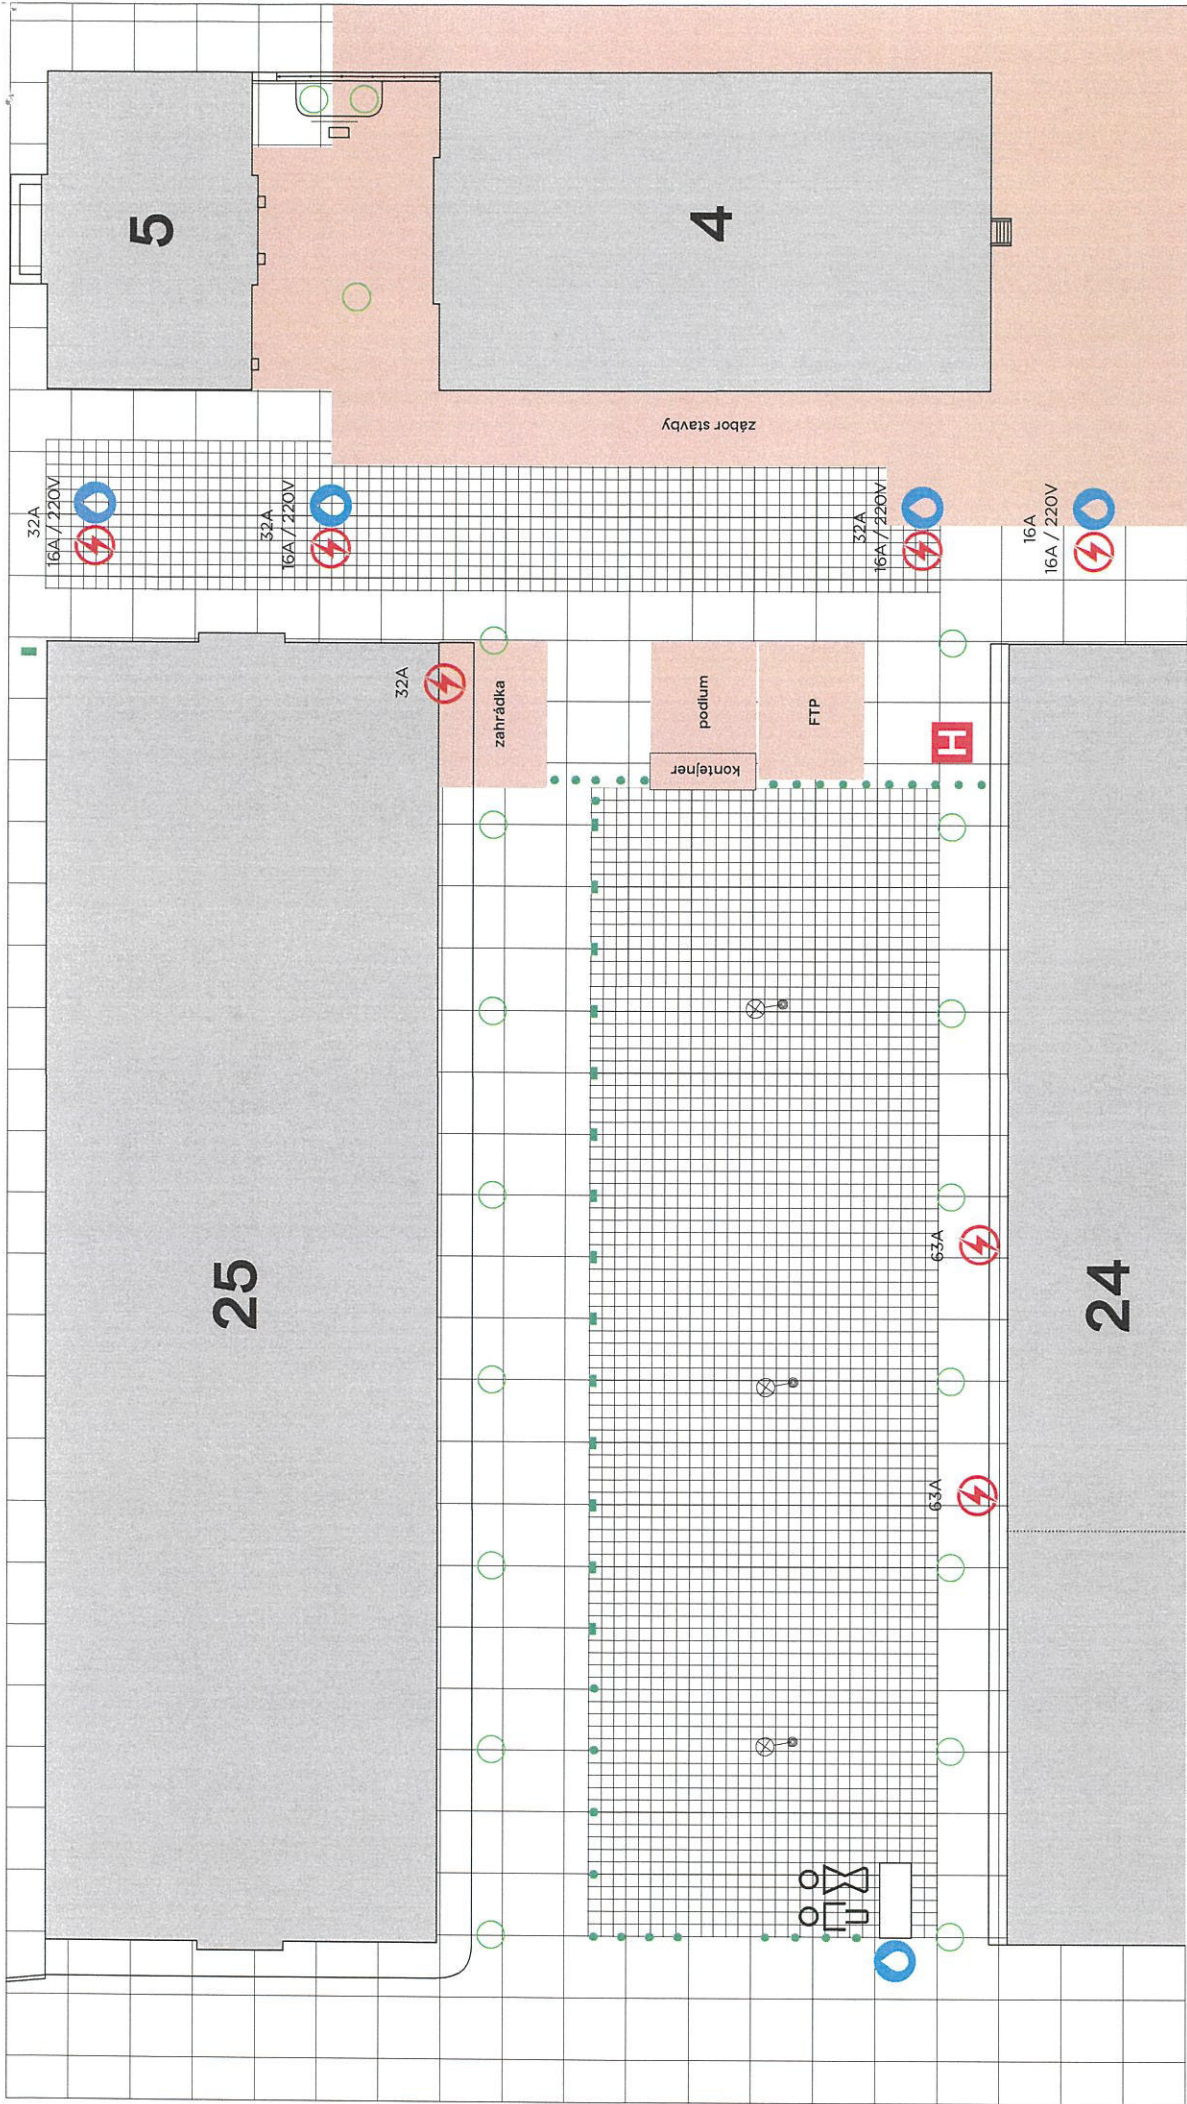 5
4
zábor stavby
32A
16A / 220V
32A
16A / 220V
32A
16A / 220V
16A
16A / 220V
32A
zahrádka
podium
kontejner
FTP
H
25
63A
63A
24